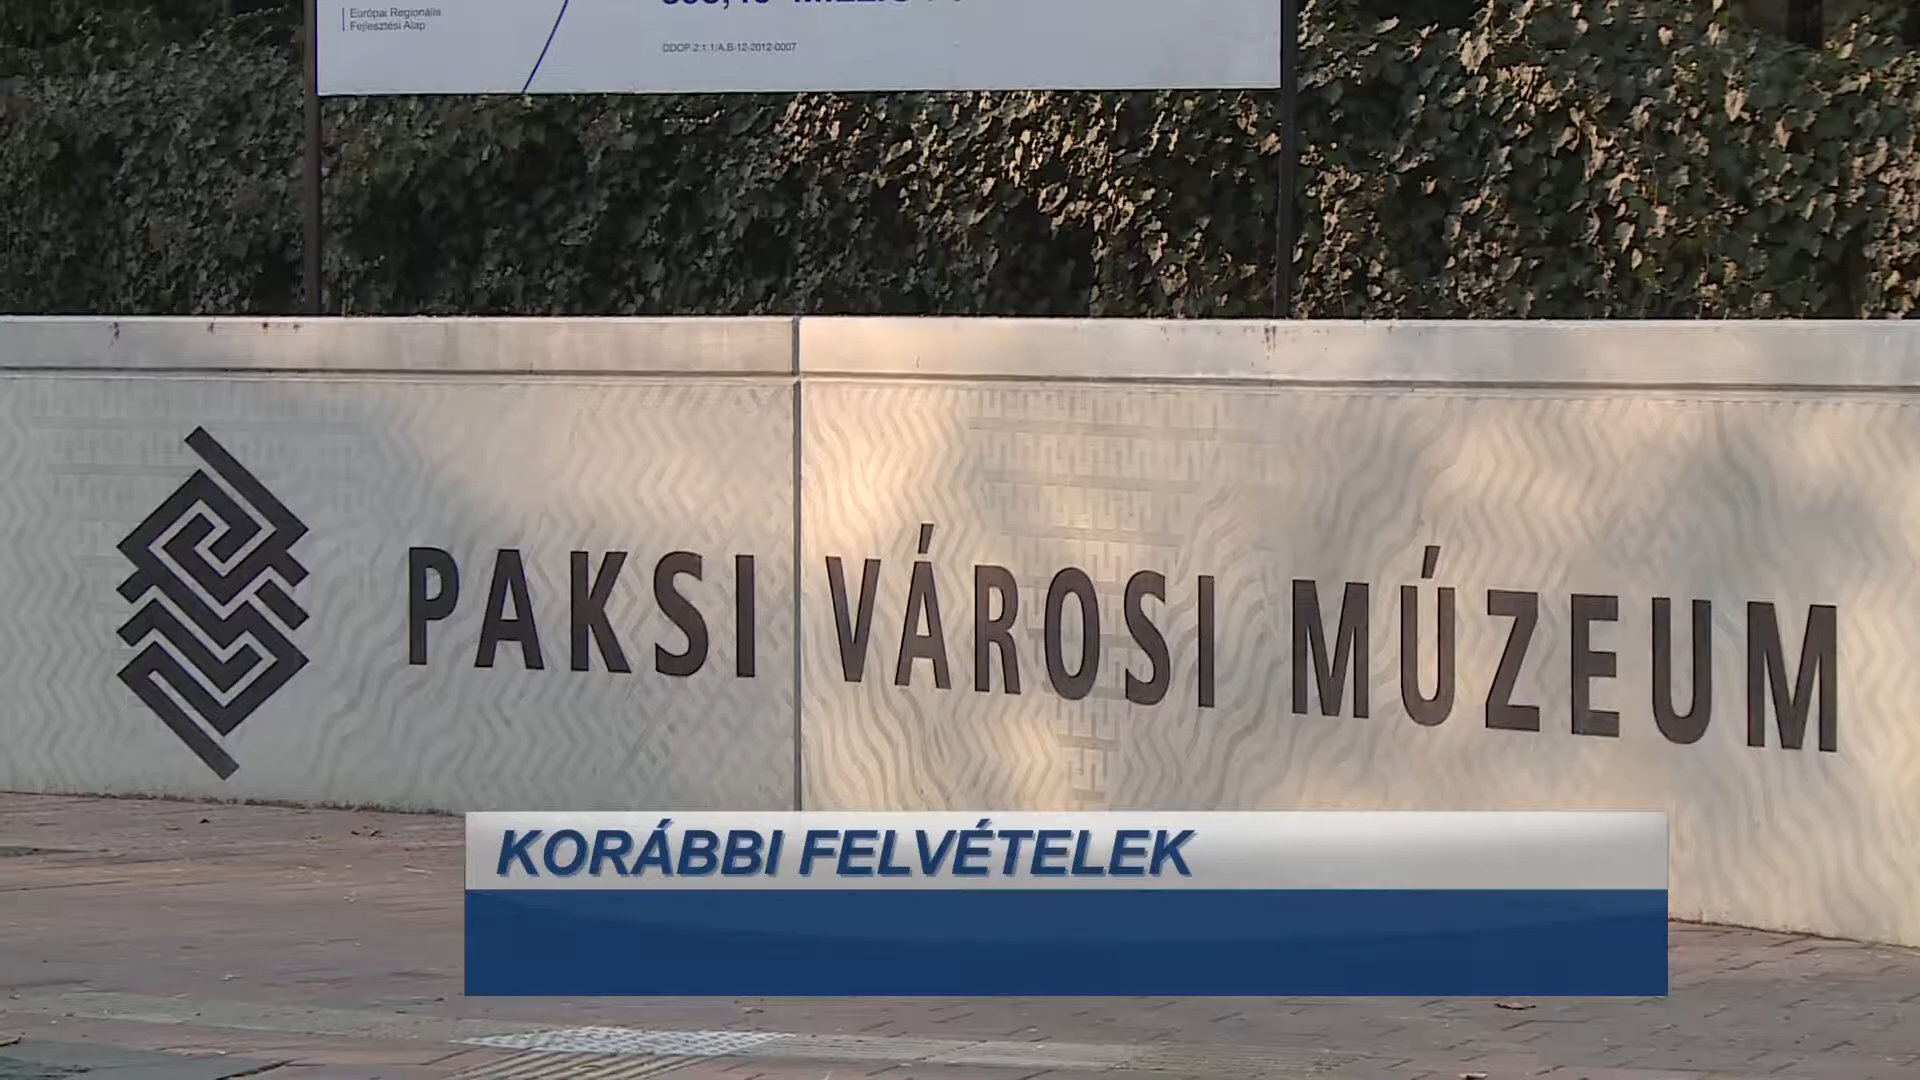 Európai Regionális
Fejlesztési Alap
DDOP-2.1.1/A.B-12-2012-0007
PAKSI VÁROSI MÚZEUM
KORÁBBI FELVÉTELEK